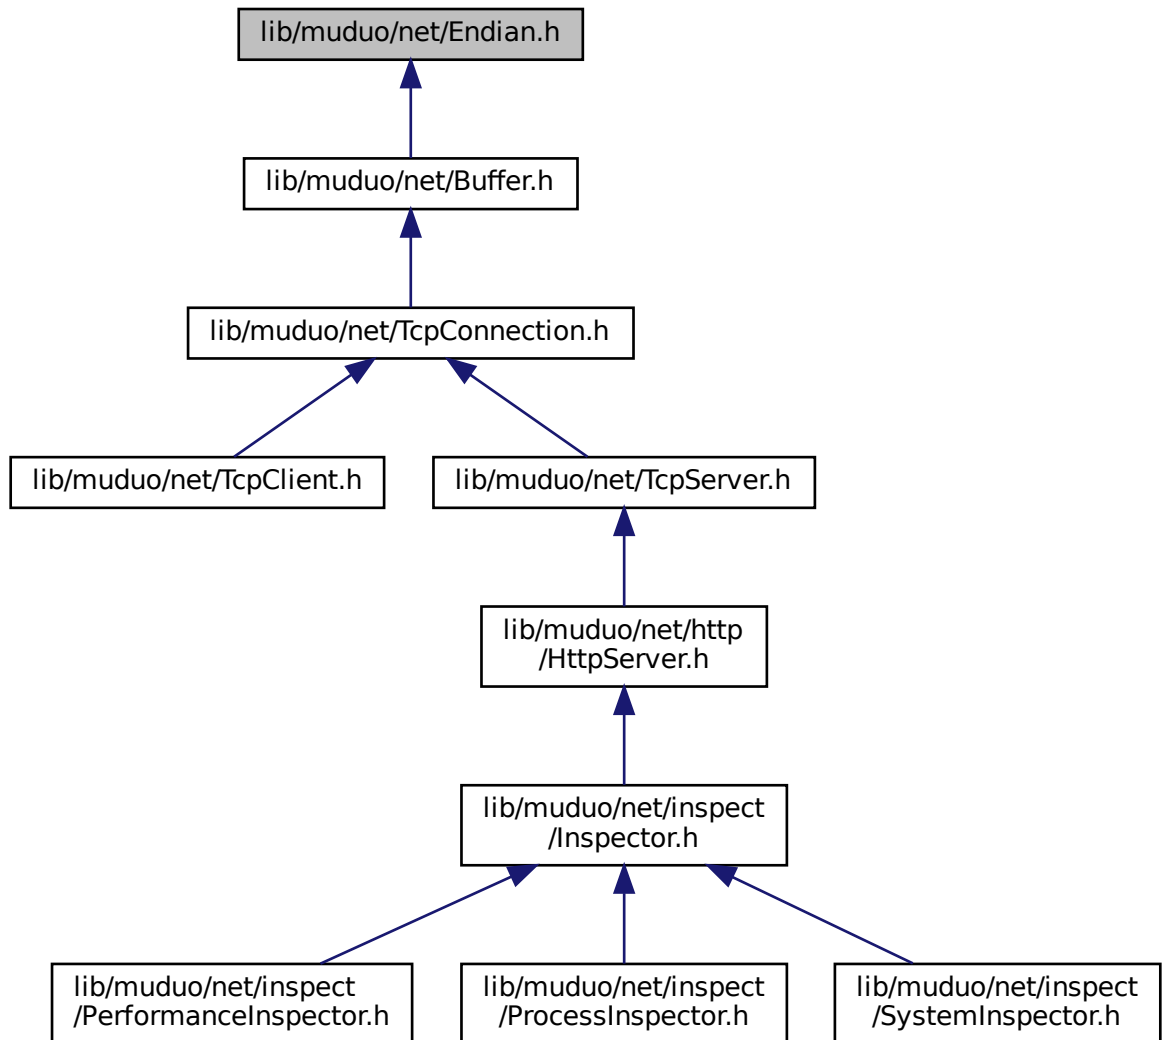 lib/muduo/net/Endian.h
lib/muduo/net/Buffer.h
lib/muduo/net/TcpConnection.h
lib/muduo/net/TcpClient.h
lib/muduo/net/TcpServer.h
lib/muduo/net/http
/HttpServer.h
lib/muduo/net/inspect
/Inspector.h
lib/muduo/net/inspect
/PerformanceInspector.h
lib/muduo/net/inspect
/ProcessInspector.h
lib/muduo/net/inspect
/SystemInspector.h